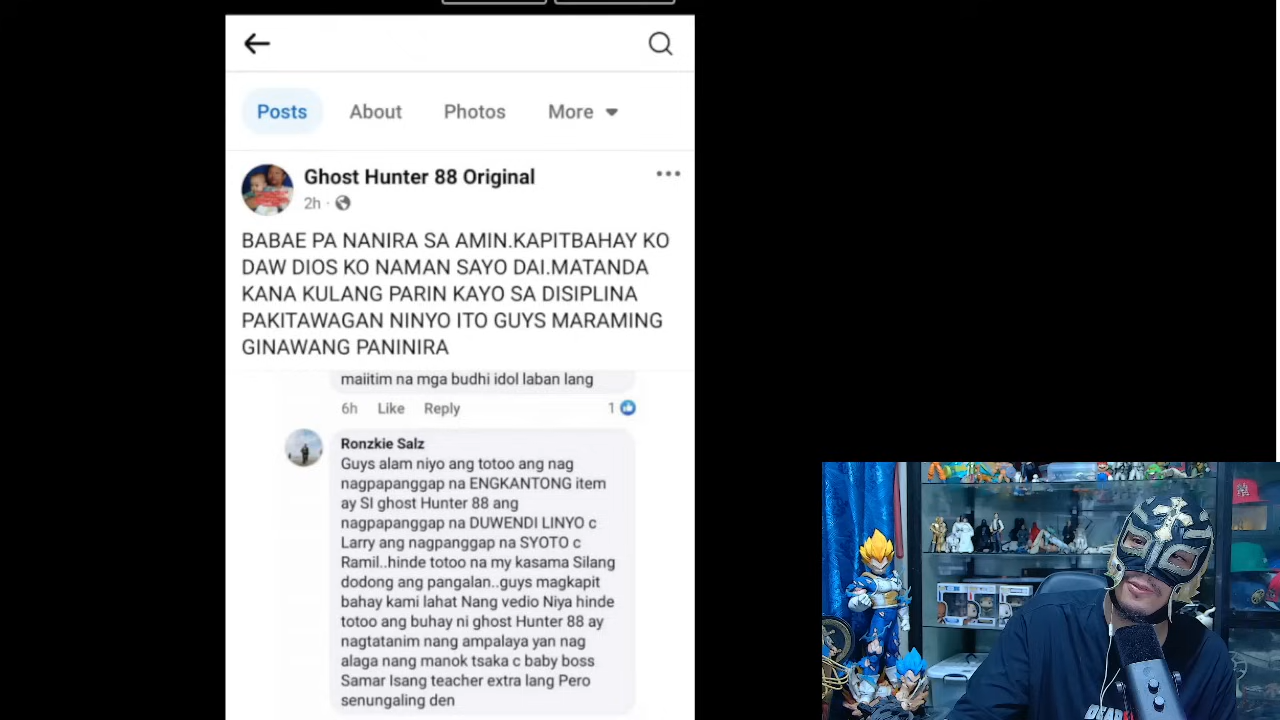 Posts About Photos More
Ghost Hunter 88 Original
2h
BABAE PA NANIRA SA AMIN.KAPITBAHAY KO
DAW DIOS KO NAMAN SAYO DAI.MATANDA
KANA KULANG PARIN KAYO SA DISIPLINA
PAKITAWAGAN NINYO ITO GUYS MARAMING
GINAWANG PANINIRA
maiitim na mga budhi idol laban lang
6h Like Reply 1
Ronzkie Salz
Guys alam niyo ang totoo ang nag
nagpapanggap na ENGKANTONG item
ay SI ghost Hunter 88 ang
nagpapanggap na DUWENDI LINYO c
Larry ang nagpanggap na SYOTO c
Ramil..hinde totoo na my kasama Silang
dodong ang pangalan..guys magkapit
bahay kami lahat Nang vedio Niya hinde
totoo ang buhay ni ghost Hunter 88 ay
nagtatanim nang ampalaya yan nag
alaga nang manok tsaka c baby boss
Samar Isang teacher extra lang Pero
senungaling den